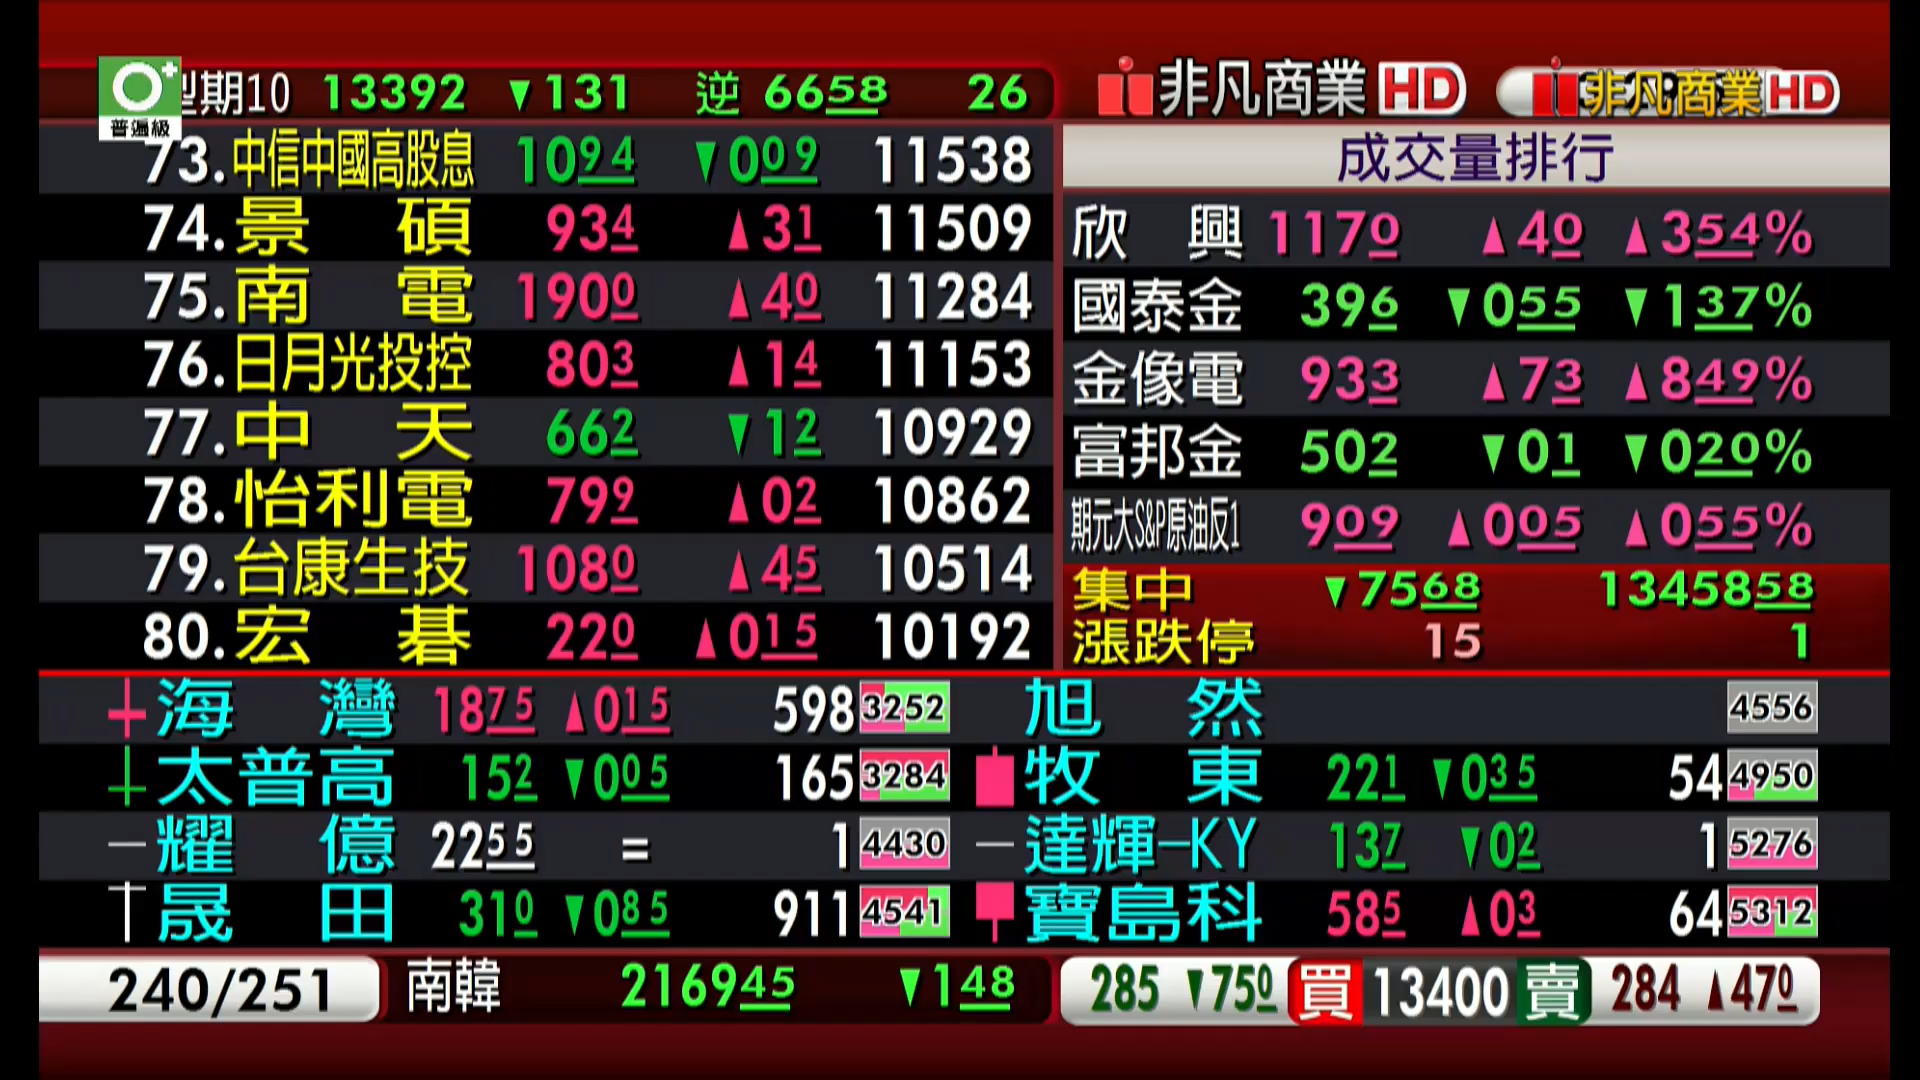 型期10 13392 ▼131 逆 6658 26
普遍級
非凡商業HD
非凡商業HD
73.中信中國高股息 1094 ▼009 11538
74.景碩 934 ▲31 11509
75.南電 1900 ▲40 11284
76.日月光投控 803 ▲14 11153
77.中天 662 ▼12 10929
78.怡利電 799 ▲02 10862
79.台康生技 1080 ▲45 10514
80.宏碁 220 ▲015 10192
成交量排行
欣興 1170 ▲40 ▲354%
國泰金 396 ▼055 ▼137%
金像電 933 ▲73 ▲849%
富邦金 502 ▼01 ▼020%
期元大S&P原油反1 909 ▲005 ▲055%
集中 ▼7568 1345858
漲跌停 15 1
海灣 1875 ▲015 598 3252
旭然 4556
太普高 152 ▼005 165 3284
牧東 221 ▼035 54 4950
耀億 2255 = 1 4430
達輝-KY 137 ▼02 1 5276
晟田 310 ▼085 911 4541
寶島科 585 ▲03 64 5312
240/251 南韓 216945 ▼148
285 ▼750 買 13400 賣 284 ▲470